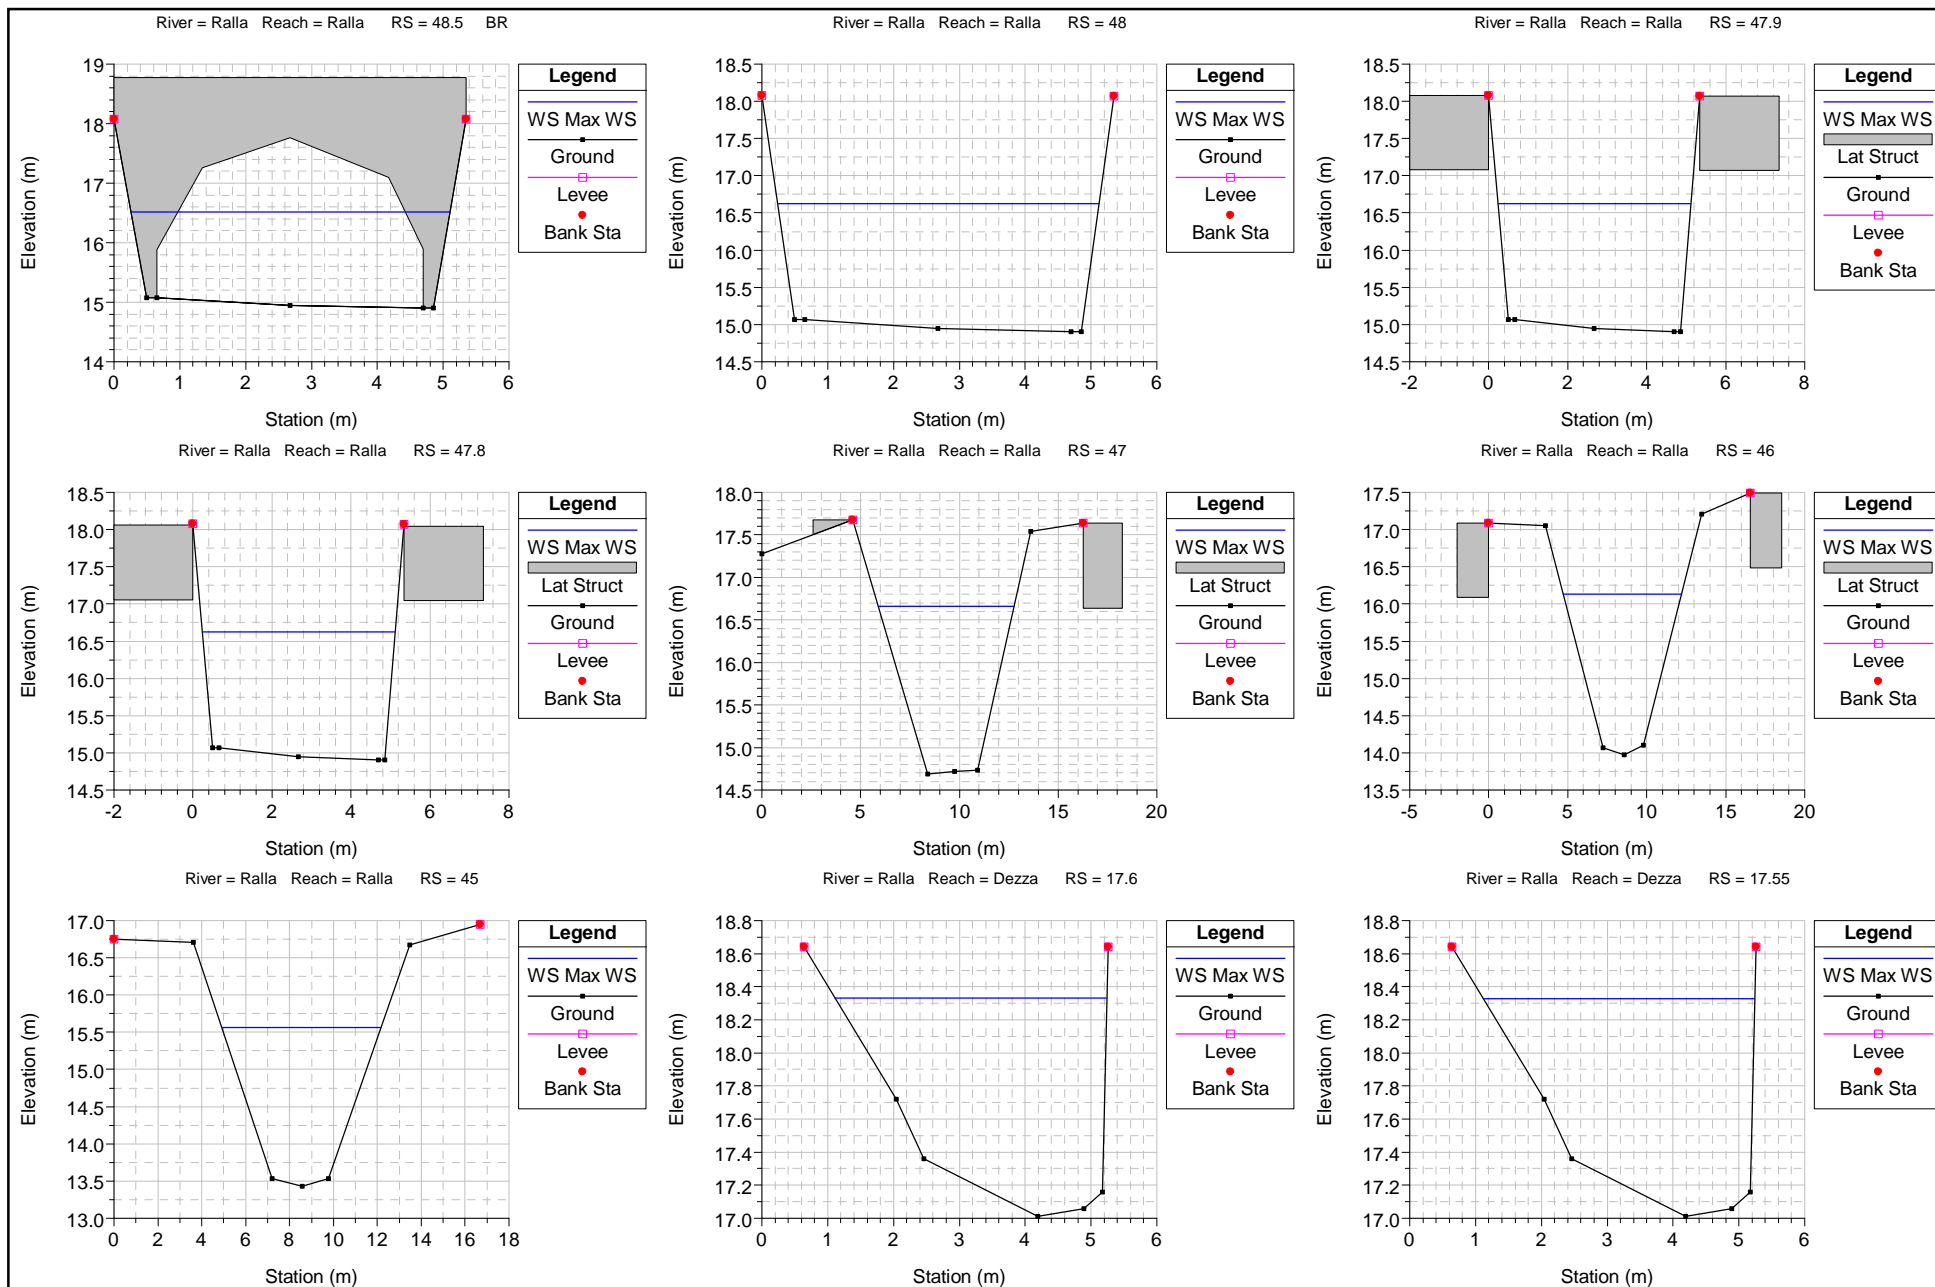 River = Ralla Reach = Ralla RS = 48.5 BR
Elevation (m)
19
18
17
16
15
14
0 1 2 3 4 5 6
Station (m)
Legend
WS Max WS
Ground
Levee
Bank Sta
River = Ralla Reach = Ralla RS = 48
Elevation (m)
18.5
18.0
17.5
17.0
16.5
16.0
15.5
15.0
14.5
0 1 2 3 4 5 6
Station (m)
Legend
WS Max WS
Ground
Levee
Bank Sta
River = Ralla Reach = Ralla RS = 47.9
Elevation (m)
18.5
18.0
17.5
17.0
16.5
16.0
15.5
15.0
14.5
-2 0 2 4 6 8
Station (m)
Legend
WS Max WS
Lat Struct
Ground
Levee
Bank Sta
River = Ralla Reach = Ralla RS = 47.8
Elevation (m)
18.5
18.0
17.5
17.0
16.5
16.0
15.5
15.0
14.5
-2 0 2 4 6 8
Station (m)
Legend
WS Max WS
Lat Struct
Ground
Levee
Bank Sta
River = Ralla Reach = Ralla RS = 47
Elevation (m)
18.0
17.5
17.0
16.5
16.0
15.5
15.0
14.5
0 5 10 15 20
Station (m)
Legend
WS Max WS
Lat Struct
Ground
Levee
Bank Sta
River = Ralla Reach = Ralla RS = 46
Elevation (m)
17.5
17.0
16.5
16.0
15.5
15.0
14.5
14.0
13.5
-5 0 5 10 15 20
Station (m)
Legend
WS Max WS
Lat Struct
Ground
Levee
Bank Sta
River = Ralla Reach = Ralla RS = 45
Elevation (m)
17.0
16.5
16.0
15.5
15.0
14.5
14.0
13.5
13.0
0 2 4 6 8 10 12 14 16 18
Station (m)
Legend
WS Max WS
Ground
Levee
Bank Sta
River = Ralla Reach = Dezza RS = 17.6
Elevation (m)
18.8
18.6
18.4
18.2
18.0
17.8
17.6
17.4
17.2
17.0
0 1 2 3 4 5 6
Station (m)
Legend
WS Max WS
Ground
Levee
Bank Sta
River = Ralla Reach = Dezza RS = 17.55
Elevation (m)
18.8
18.6
18.4
18.2
18.0
17.8
17.6
17.4
17.2
17.0
0 1 2 3 4 5 6
Station (m)
Legend
WS Max WS
Ground
Levee
Bank Sta